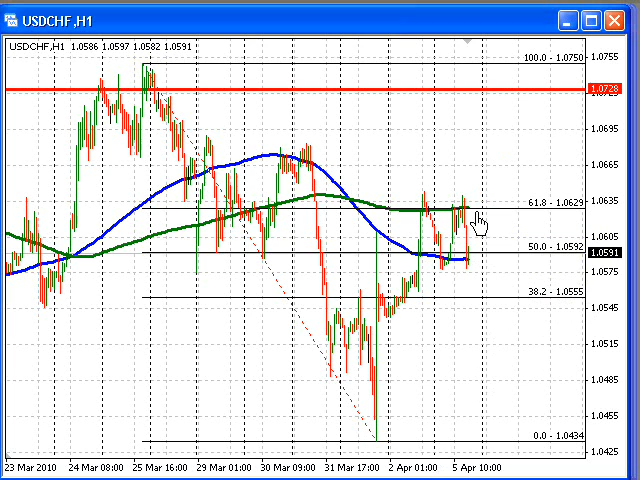 USDCHF,H1
USDCHF,H1 1.0586 1.0597 1.0582 1.0591
100.0 - 1.0750
1.0755
1.0728
1.0695
1.0665
61.8 - 1.0629
1.0635
1.0605
50.0 - 1.0592
1.0591
1.0575
38.2 - 1.0555
1.0545
1.0515
1.0485
1.0455
0.0 - 1.0434
1.0425
23 Mar 2010 24 Mar 08:00 25 Mar 16:00 29 Mar 01:00 30 Mar 09:00 31 Mar 17:00 2 Apr 01:00 5 Apr 10:00